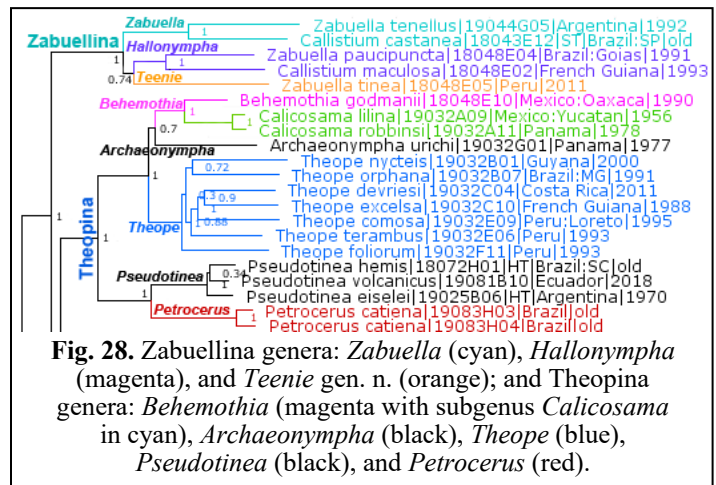 Zabuella
Zabuella tenellus|19044G05|Argentina|1992
Zabuellina
1
Callistium castanea|18043E12|ST|Brazil:SP|old
Hallonympha
Zabuella paucipuncta|18048E04|Brazil:Goias|1991
1
1
Callistium maculosa|18048E02|French Guiana|1993
0.74
Teenie
Zabuella tinea|18048E05|Peru|2011
Behemothia
Behemothia godmanii|18048E10|Mexico:Oaxaca|1990
1
Calicosama lilina|19032A09|Mexico:Yucatan|1956
1
0.7
Calicosama robbinsi|19032A11|Panama|1978
Archaeonympha
Archaeonympha urichi|19032G01|Panama|1977
Theope nycteis|19032B01|Guyana|2000
0.72
1
Theope orphana|19032B07|Brazil:MG|1991
Theope devriesi|19032C04|Costa Rica|2011
0.3
0.9
Theope excelsa|19032C10|French Guiana|1988
1
Theopina
1
Theope
1
0.88
Theope comosa|19032E09|Peru:Loreto|1995
Theope terambus|19032E06|Peru|1993
1
Theope foliorum|19032F11|Peru|1993
Pseudotinea
Pseudotinea hemis|18072H01|HT|Brazil:SC|old
0.34
1
Pseudotinea volcanicus|19081B10|Ecuador|2018
1
Pseudotinea eiselei|19025B06|HT|Argentina|1970
Petrocerus
Petrocerus catiena|19083H03|Brazil|old
1
Petrocerus catiena|19083H04|Brazil|old
Fig. 28. Zabuellina genera: Zabuella (cyan), Hallonympha
(magenta), and Teenie gen. n. (orange); and Theopina
genera: Behemothia (magenta with subgenus Calicosama
in cyan), Archaeonympha (black), Theope (blue),
Pseudotinea (black), and Petrocerus (red).